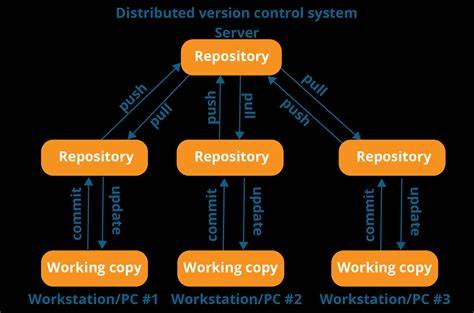 Distributed version control system
Server
Repository
push
pull
push
pull
push
pull
Repository
Repository
Repository
commit
update
commit
update
commit
update
Working copy
Working copy
Working copy
Workstation/PC #1
Workstation/PC #2
Workstation/PC #3